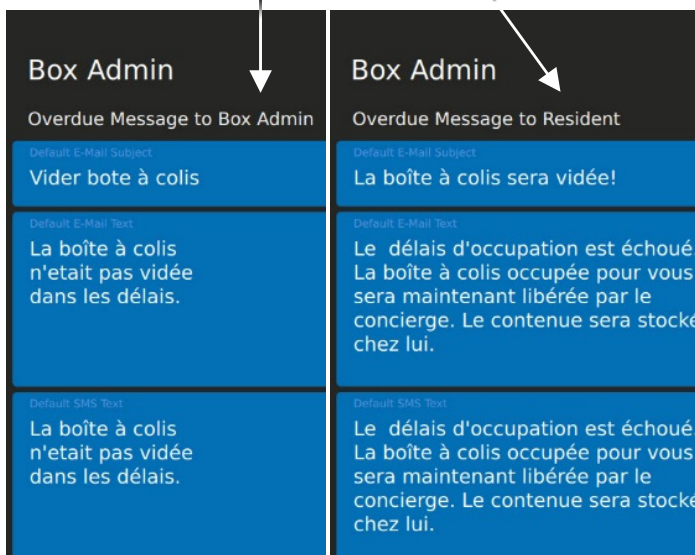 Box Admin
Overdue Message to Box Admin
Default E-Mail Subject
Vider bote à colis
Default E-Mail Text
La boîte à colis
n'etait pas vidée
dans les délais.
Default SMS Text
La boîte à colis
n'etait pas vidée
dans les délais.
Box Admin
Overdue Message to Resident
Default E-Mail Subject
La boîte à colis sera vidée!
Default E-Mail Text
Le délais d'occupation est échoué.
La boîte à colis occupée pour vous
sera maintenant libérée par le
concierge. Le contenue sera stocké
chez lui.
Default SMS Text
Le délais d'occupation est échoué.
La boîte à colis occupée pour vous
sera maintenant libérée par le
concierge. Le contenue sera stocké
chez lui.